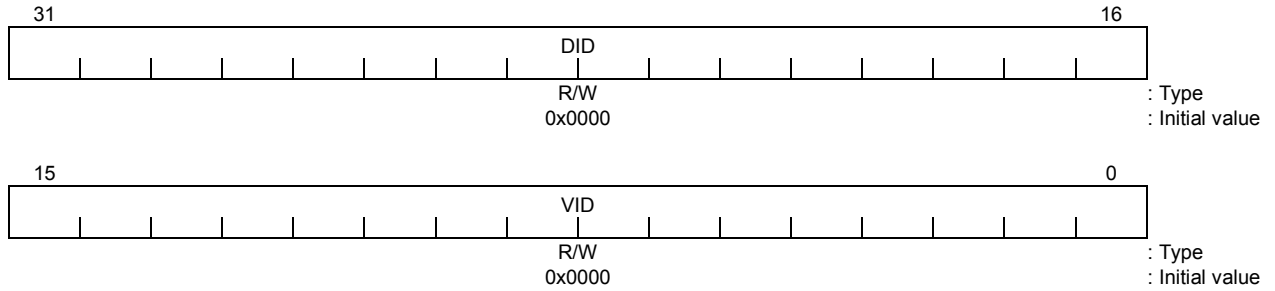 31 16
DID
R/W : Type
0x0000 : Initial value
15 0
VID
R/W : Type
0x0000 : Initial value